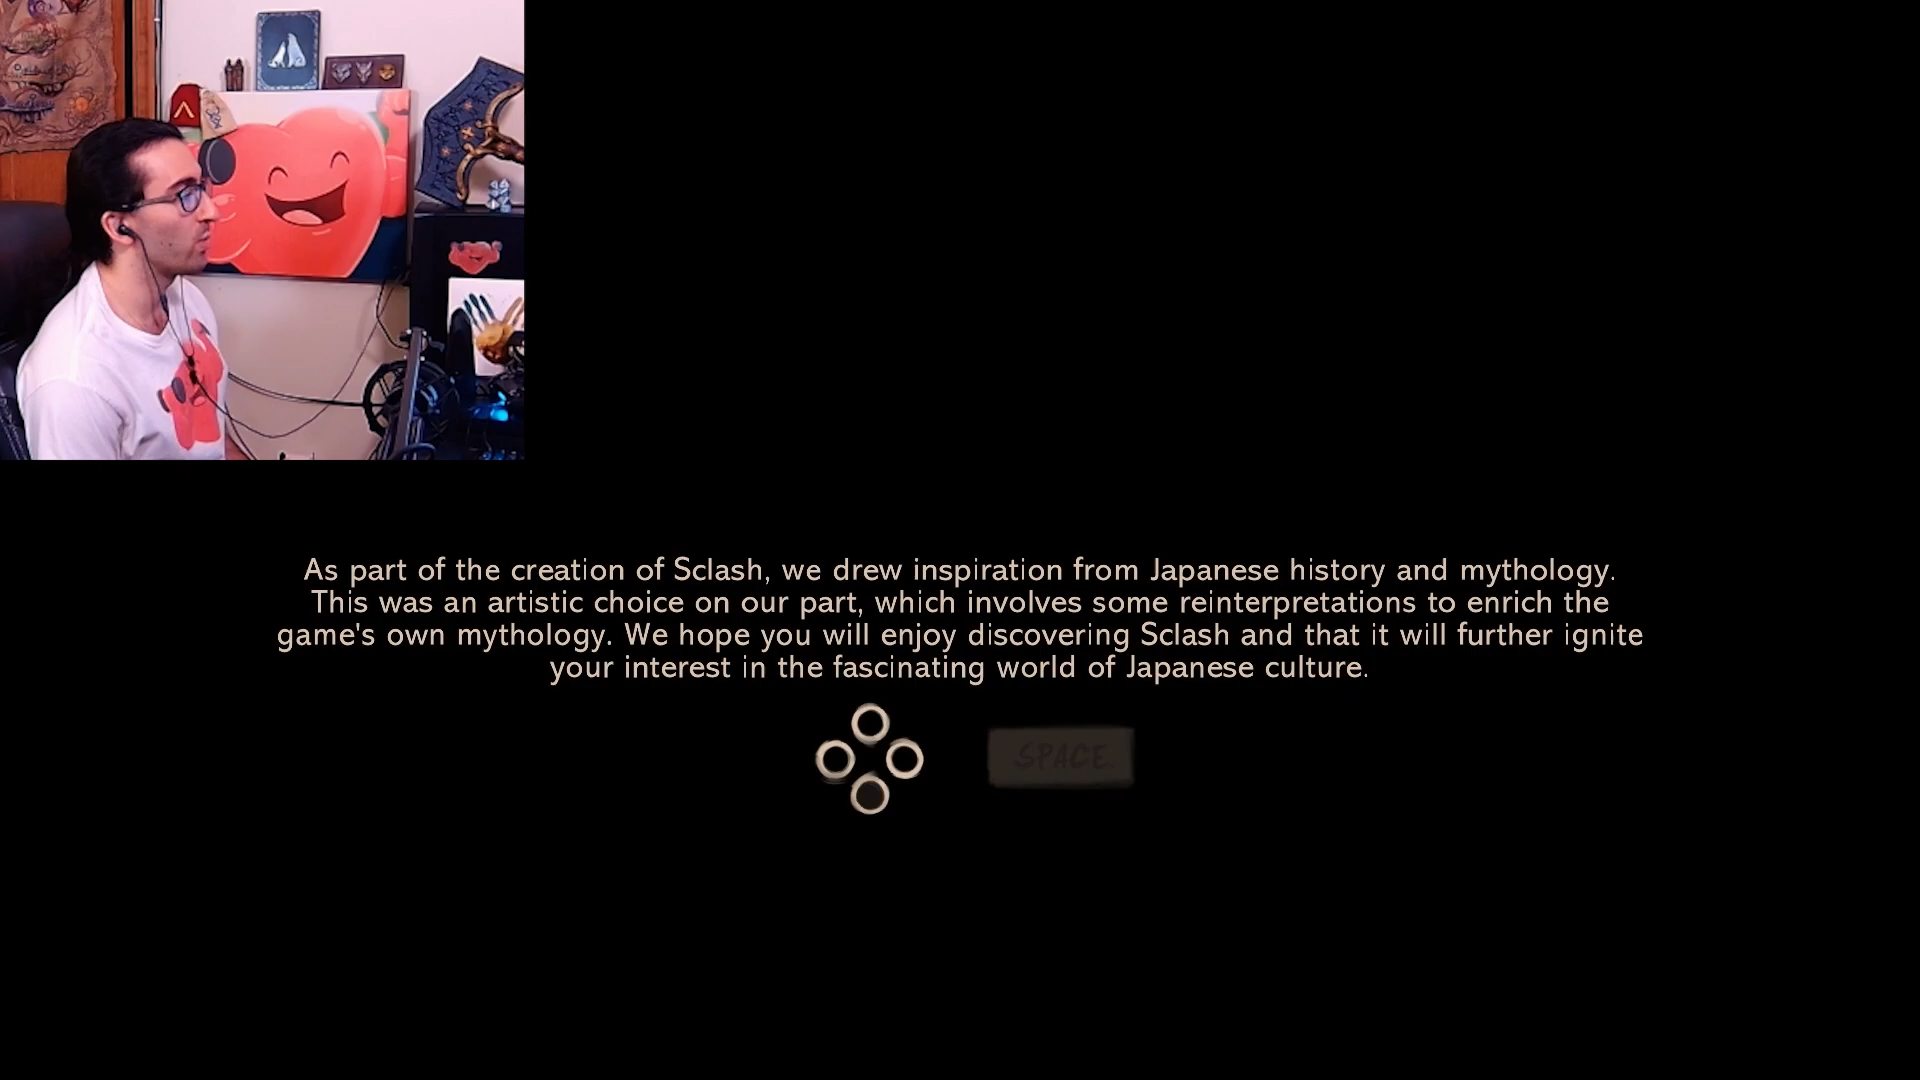 As part of the creation of Sclash, we drew inspiration from Japanese history and mythology.
This was an artistic choice on our part, which involves some reinterpretations to enrich the
game's own mythology. We hope you will enjoy discovering Sclash and that it will further ignite
your interest in the fascinating world of Japanese culture.
SPACE